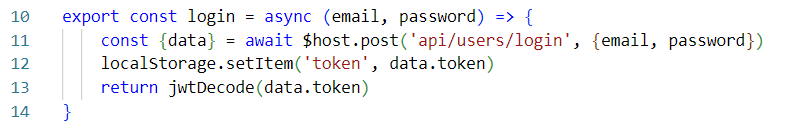 10 export const login = async (email, password) => {
11     const {data} = await $host.post('api/users/login', {email, password})
12     localStorage.setItem('token', data.token)
13     return jwtDecode(data.token)
14 }